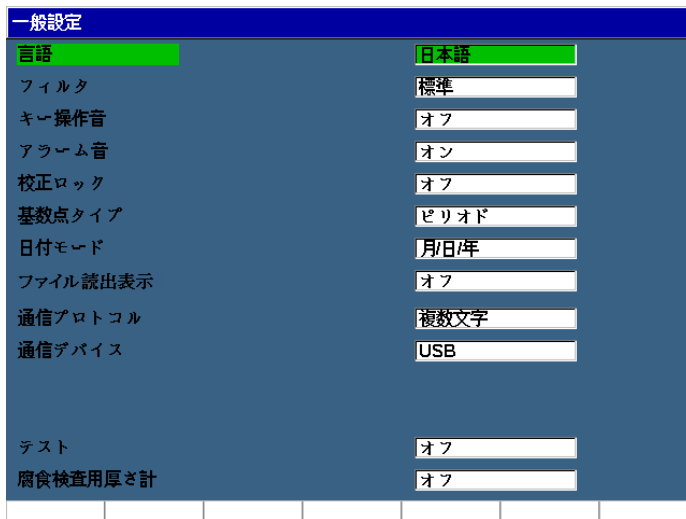 一般設定
言語 日本語
フィルタ 標準
キー操作音 オフ
アラーム音 オン
校正ロック オフ
基数点タイプ ピリオド
日付モード 月/日/年
ファイル読出表示 オフ
通信プロトコル 複数文字
通信デバイス USB
テスト オフ
腐食検査用厚さ計 オフ